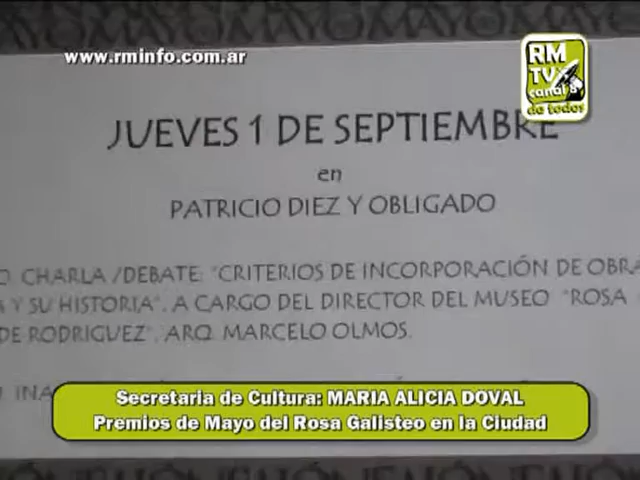 www.rminfo.com.ar
RM
TV
canal 8
de todos
JUEVES 1 DE SEPTIEMBRE
en
PATRICIO DIEZ Y OBLIGADO
O. CHARLA/DEBATE: "CRITERIOS DE INCORPORACIÓN DE OBRA
A Y SU HISTORIA", A CARGO DEL DIRECTOR DEL MUSEO "ROSA
DE RODRIGUEZ", ARQ. MARCELO OLMOS.
INA
Secretaria de Cultura: MARIA ALICIA DOVAL
Premios de Mayo del Rosa Galisteo en la Ciudad